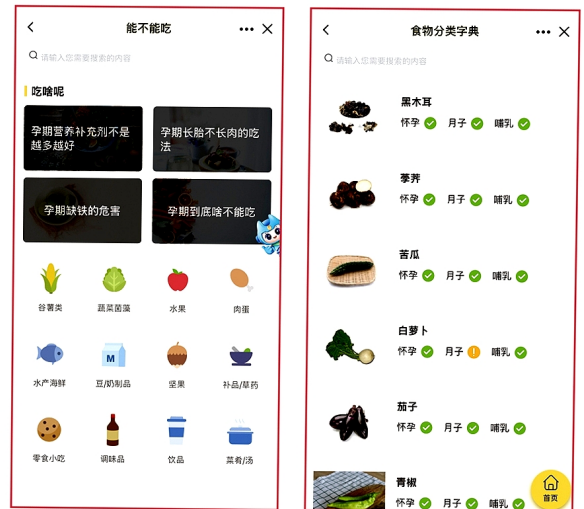 能不能吃
请输入您需要搜索的内容
吃啥呢
孕期营养补充剂不是
越多越好
孕期长胎不长肉的吃
法
孕期缺铁的危害
孕期到底啥不能吃
谷薯类
蔬菜菌藻
水果
肉蛋
水产海鲜
豆/奶制品
M
坚果
补品/草药
零食小吃
调味品
饮品
菜肴/汤
食物分类字典
请输入您需要搜索的内容
黑木耳
怀孕 月子 哺乳
荸荠
怀孕 月子 哺乳
苦瓜
怀孕 月子 哺乳
白萝卜
怀孕 月子 哺乳
茄子
怀孕 月子 哺乳
青椒
怀孕 月子 哺乳
首页